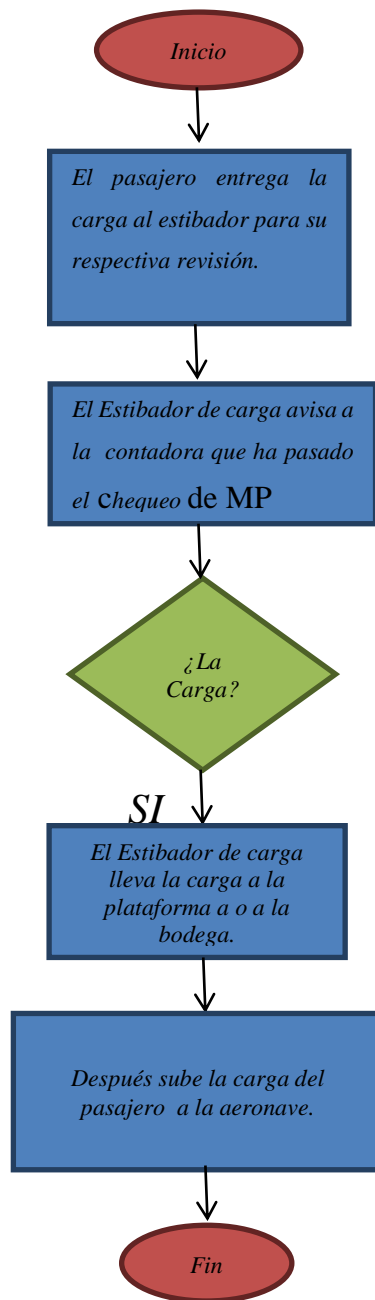 Inicio
El pasajero entrega la
carga al estibador para su
respectiva revisión.
El Estibador de carga avisa a
la contadora que ha pasado
el chequeo de MP
¿La
Carga?
SI
El Estibador de carga
lleva la carga a la
plataforma a o a la
bodega.
Después sube la carga del
pasajero a la aeronave.
Fin